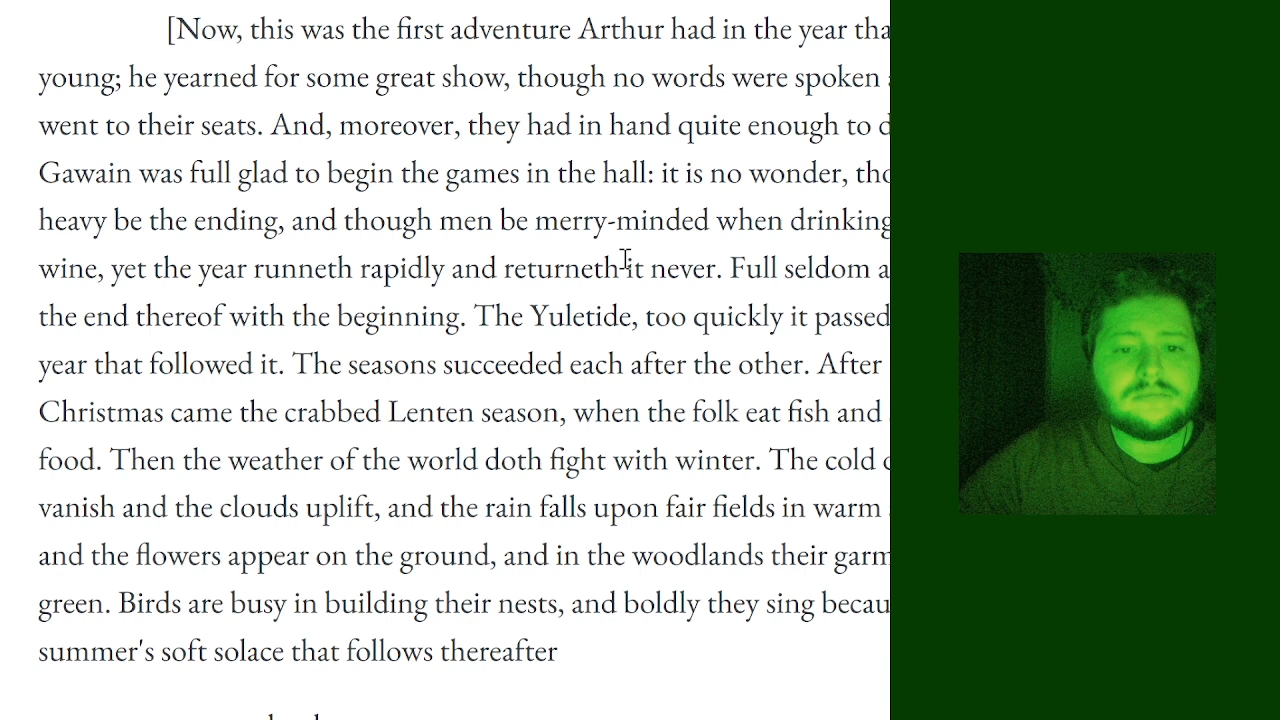 [Now, this was the first adventure Arthur had in the year
young; he yearned for some great show, though no words were spoken
went to their seats. And, moreover, they had in hand quite enough to
Gawain was full glad to begin the games in the hall: it is no wonder,
heavy be the ending, and though men be merry-minded when drinking
wine, yet the year runneth rapidly and returneth it never. Full seldom
the end thereof with the beginning. The Yuletide, too quickly it passed
year that followed it. The seasons succeeded each after the other. After
Christmas came the crabbed Lenten season, when the folk eat fish and
food. Then the weather of the world doth fight with winter. The cold
vanish and the clouds uplift, and the rain falls upon fair fields in warm
and the flowers appear on the ground, and in the woodlands their
green. Birds are busy in building their nests, and boldly they sing
summer's soft solace that follows thereafter